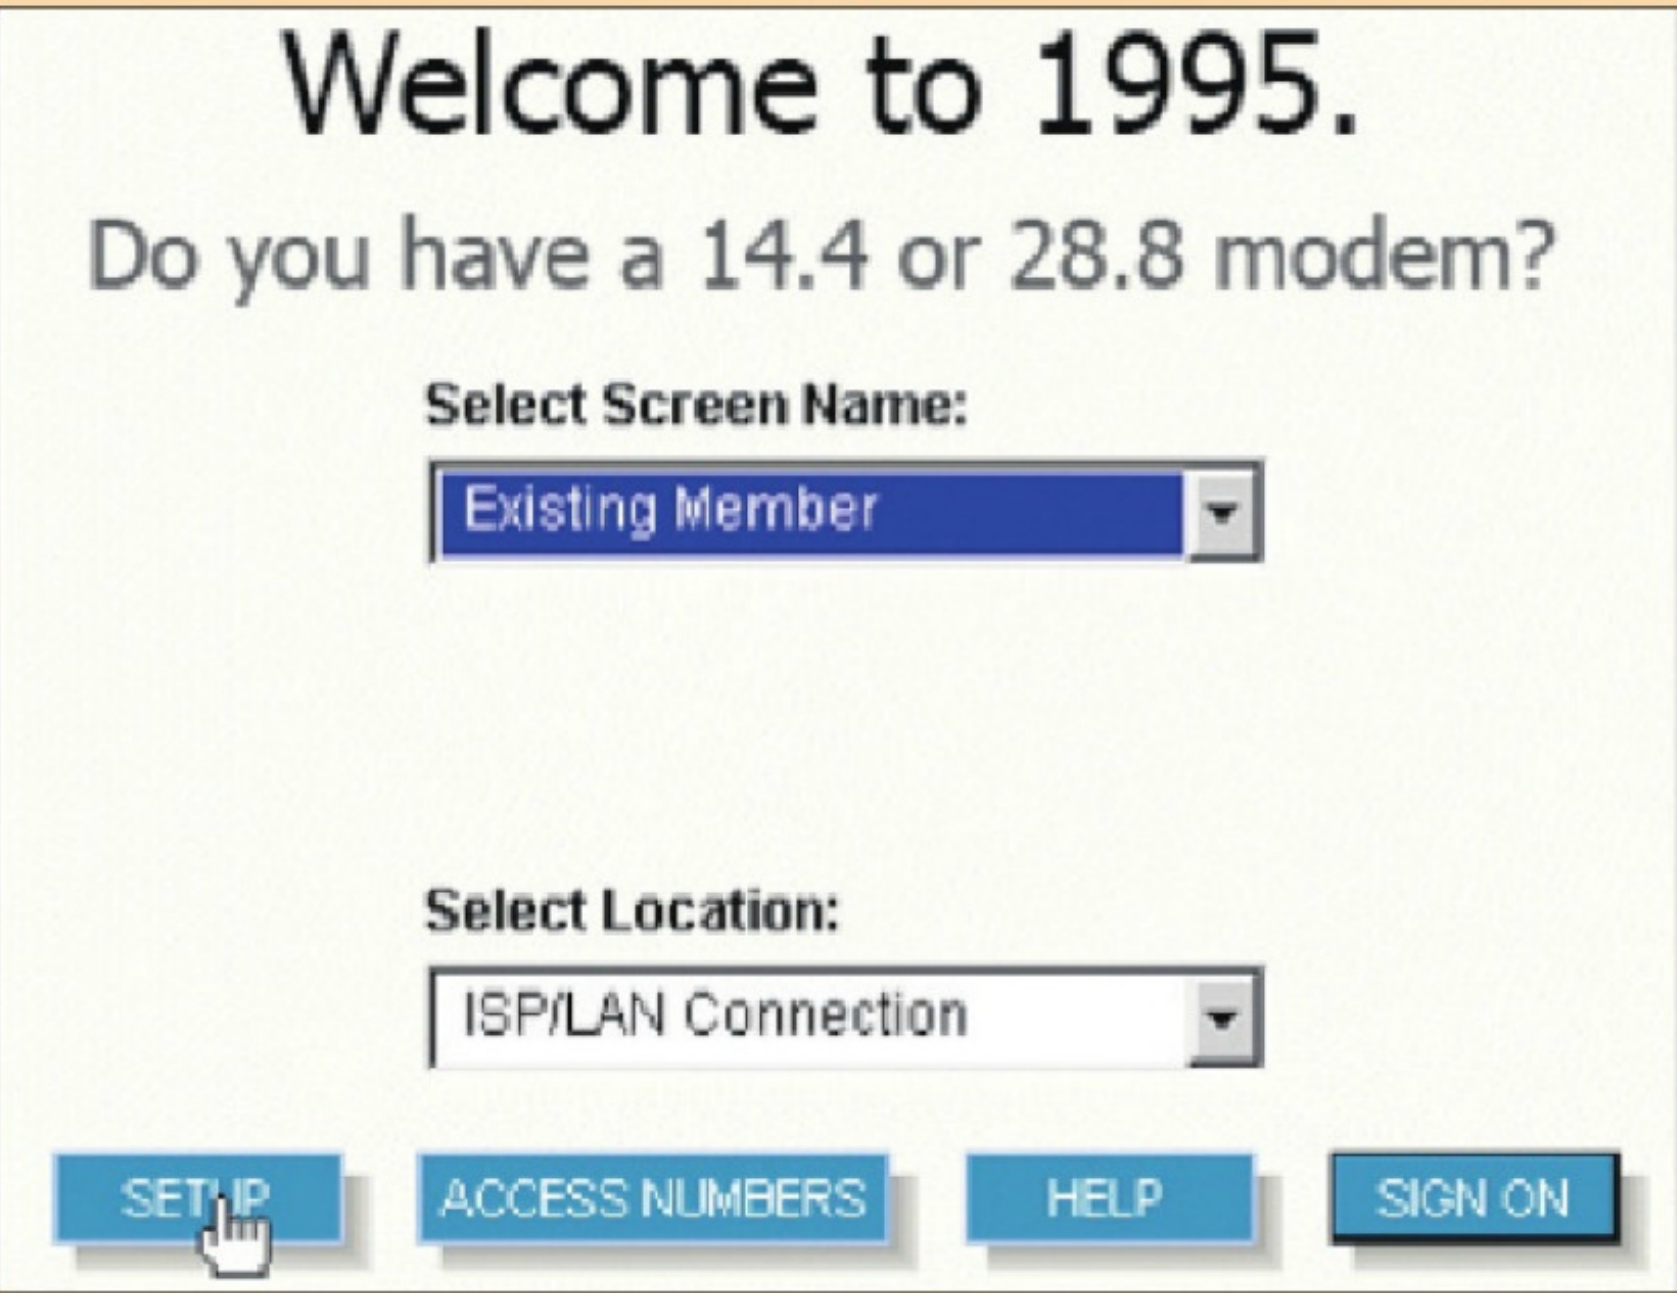 Welcome to 1995.
Do you have a 14.4 or 28.8 modem?
Select Screen Name:
Existing Member
Select Location:
ISP/LAN Connection
SETUP
ACCESS NUMBERS
HELP
SIGN ON